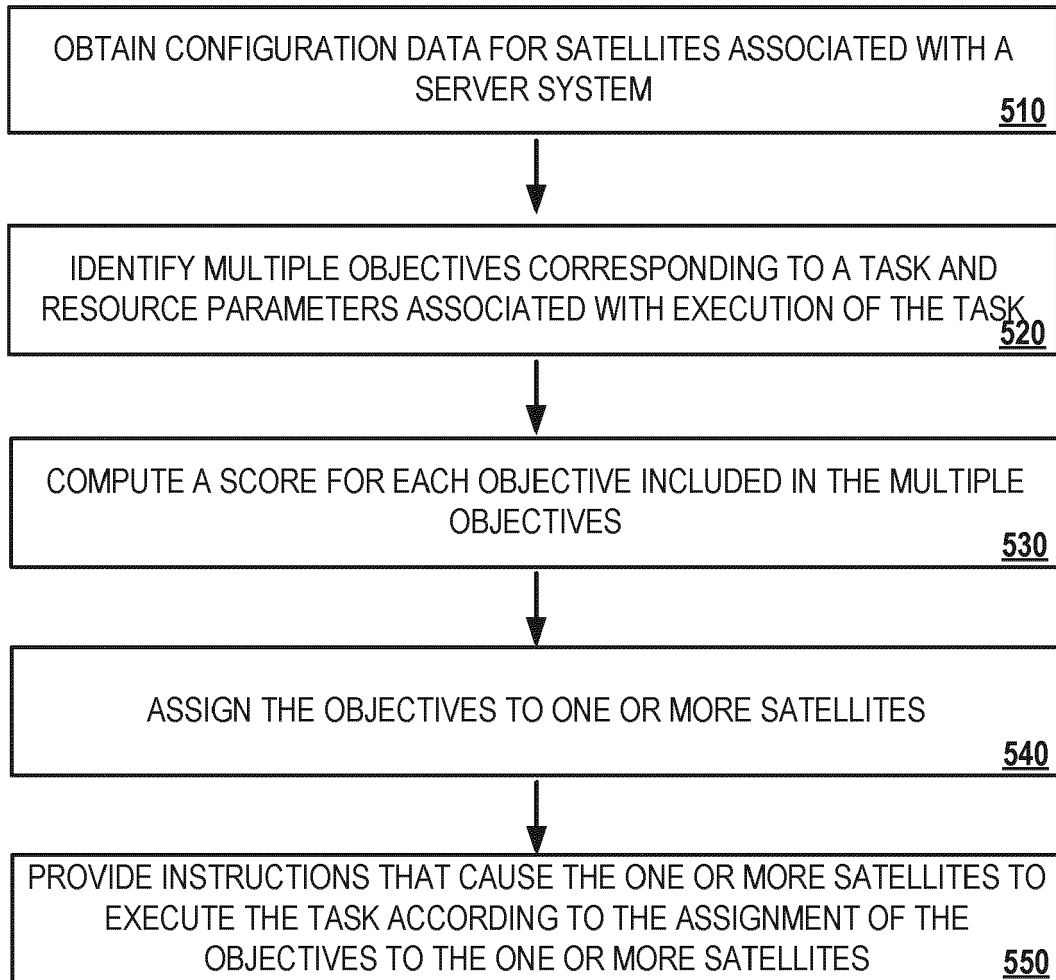 OBTAIN CONFIGURATION DATA FOR SATELLITES ASSOCIATED WITH A
SERVER SYSTEM
510
IDENTIFY MULTIPLE OBJECTIVES CORRESPONDING TO A TASK AND
RESOURCE PARAMETERS ASSOCIATED WITH EXECUTION OF THE TASK
520
COMPUTE A SCORE FOR EACH OBJECTIVE INCLUDED IN THE MULTIPLE
OBJECTIVES
530
ASSIGN THE OBJECTIVES TO ONE OR MORE SATELLITES
540
PROVIDE INSTRUCTIONS THAT CAUSE THE ONE OR MORE SATELLITES TO
EXECUTE THE TASK ACCORDING TO THE ASSIGNMENT OF THE
OBJECTIVES TO THE ONE OR MORE SATELLITES
550